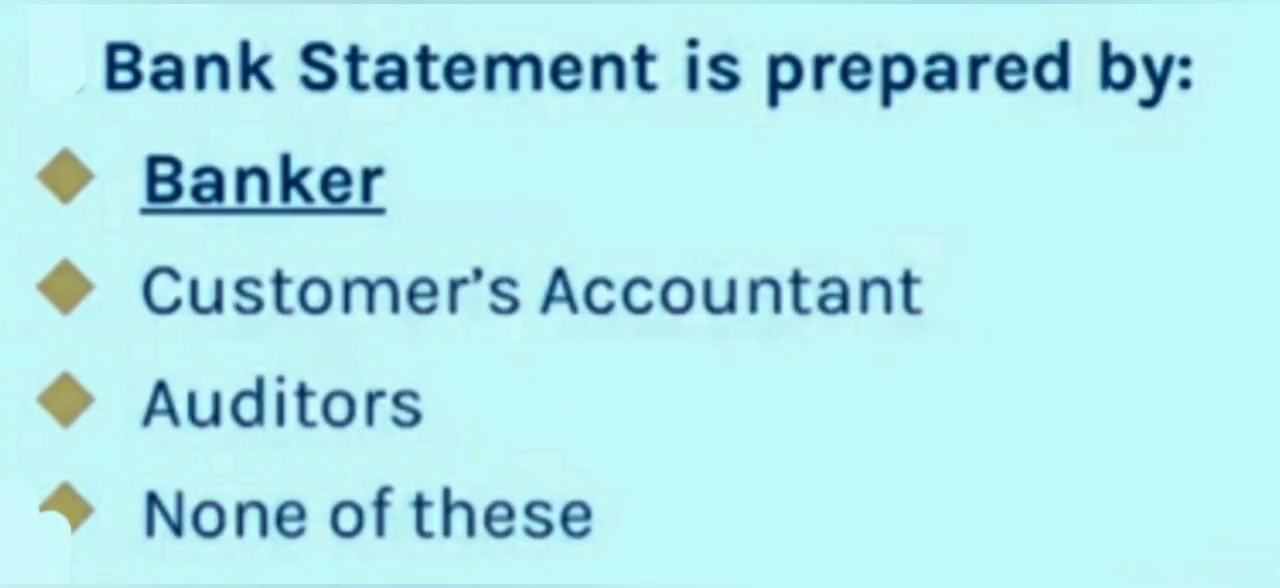 Bank Statement is prepared by:
Banker
Customer’s Accountant
Auditors
None of these